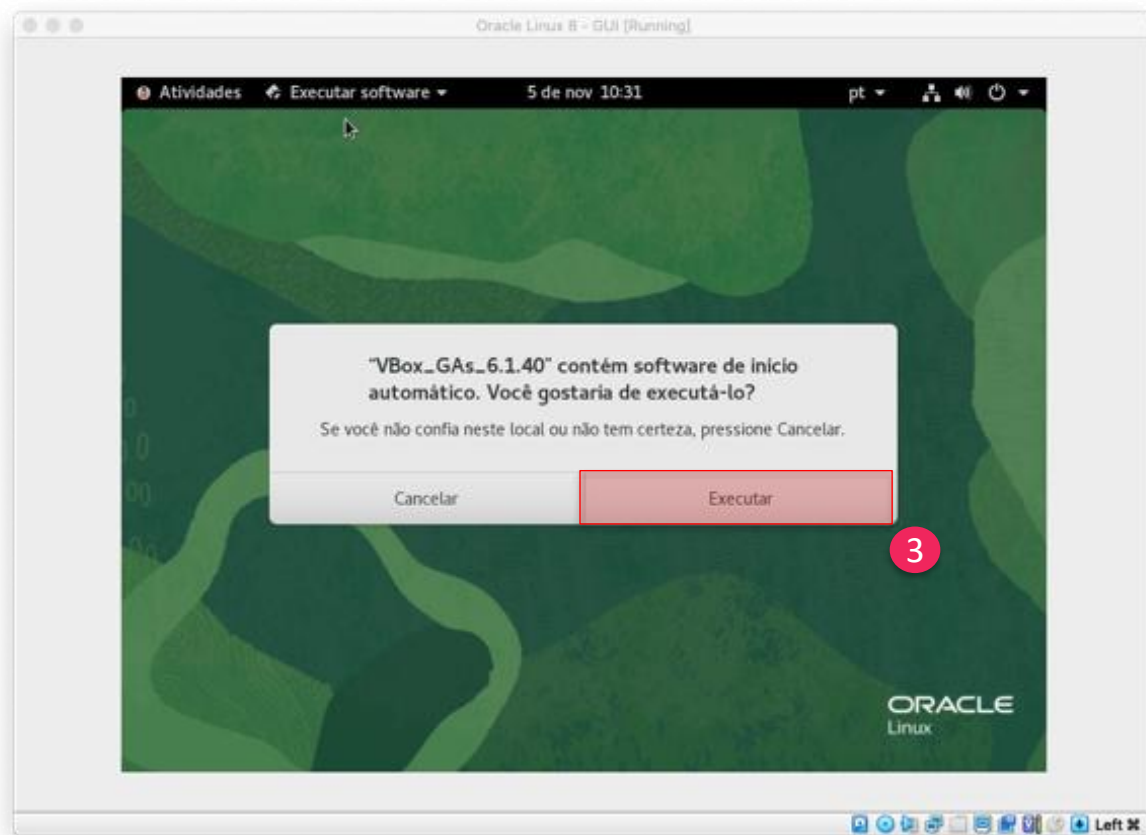 Oracle Linux 8 - GUI [Running]
Atividades Executar software 5 de nov 10:31 pt
"VBox_GAs_6.1.40" contém software de início
automático. Você gostaria de executá-lo?
Se você não confia neste local ou não tem certeza, pressione Cancelar.
Cancelar Executar
3
ORACLE
Linux
Left ⌘